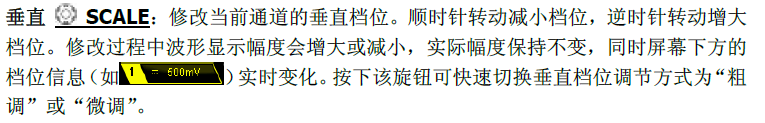 垂直 SCALE：修改当前通道的垂直档位。顺时针转动减小档位，逆时针转动增大
档位。修改过程中波形显示幅度会增大或减小，实际幅度保持不变，同时屏幕下方的
档位信息（如 1 = 500mV ）实时变化。按下该旋钮可快速切换垂直档位调节方式为“粗
调”或“微调”。